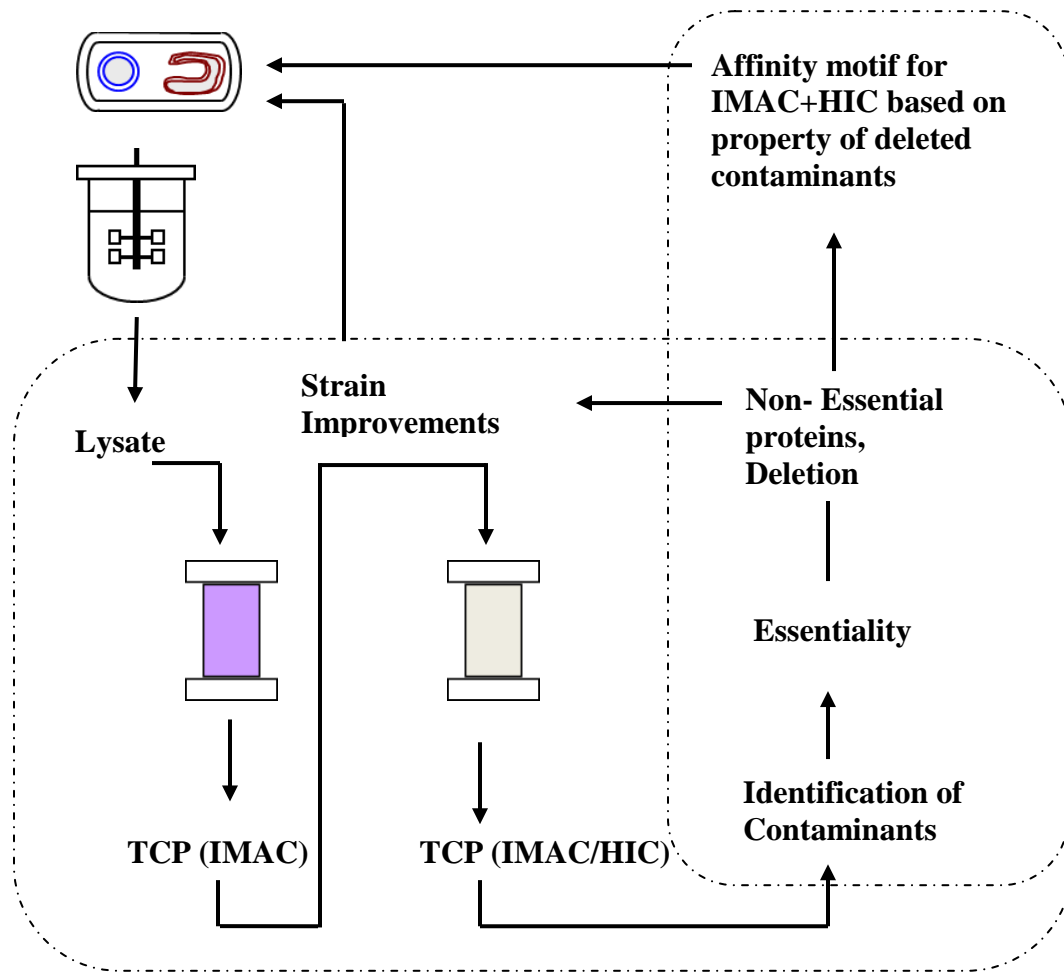 Affinity motif for
IMAC+HIC based on
property of deleted
contaminants
Strain
Improvements
Non- Essential
proteins,
Deletion
Lysate
Essentiality
Identification of
Contaminants
TCP (IMAC)
TCP (IMAC/HIC)